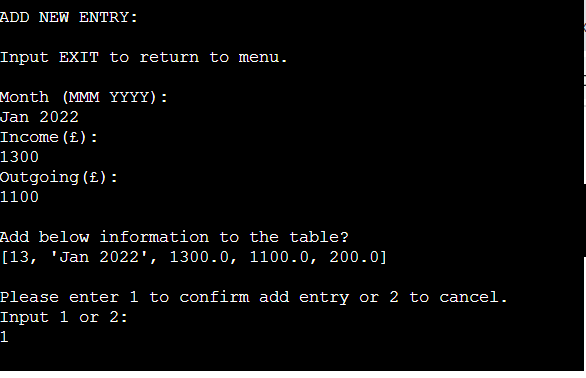 ADD NEW ENTRY:
Input EXIT to return to menu.
Month (MMM YYYY):
Jan 2022
Income(£):
1300
Outgoing(£):
1100
Add below information to the table?
[13, 'Jan 2022', 1300.0, 1100.0, 200.0]
Please enter 1 to confirm add entry or 2 to cancel.
Input 1 or 2:
1